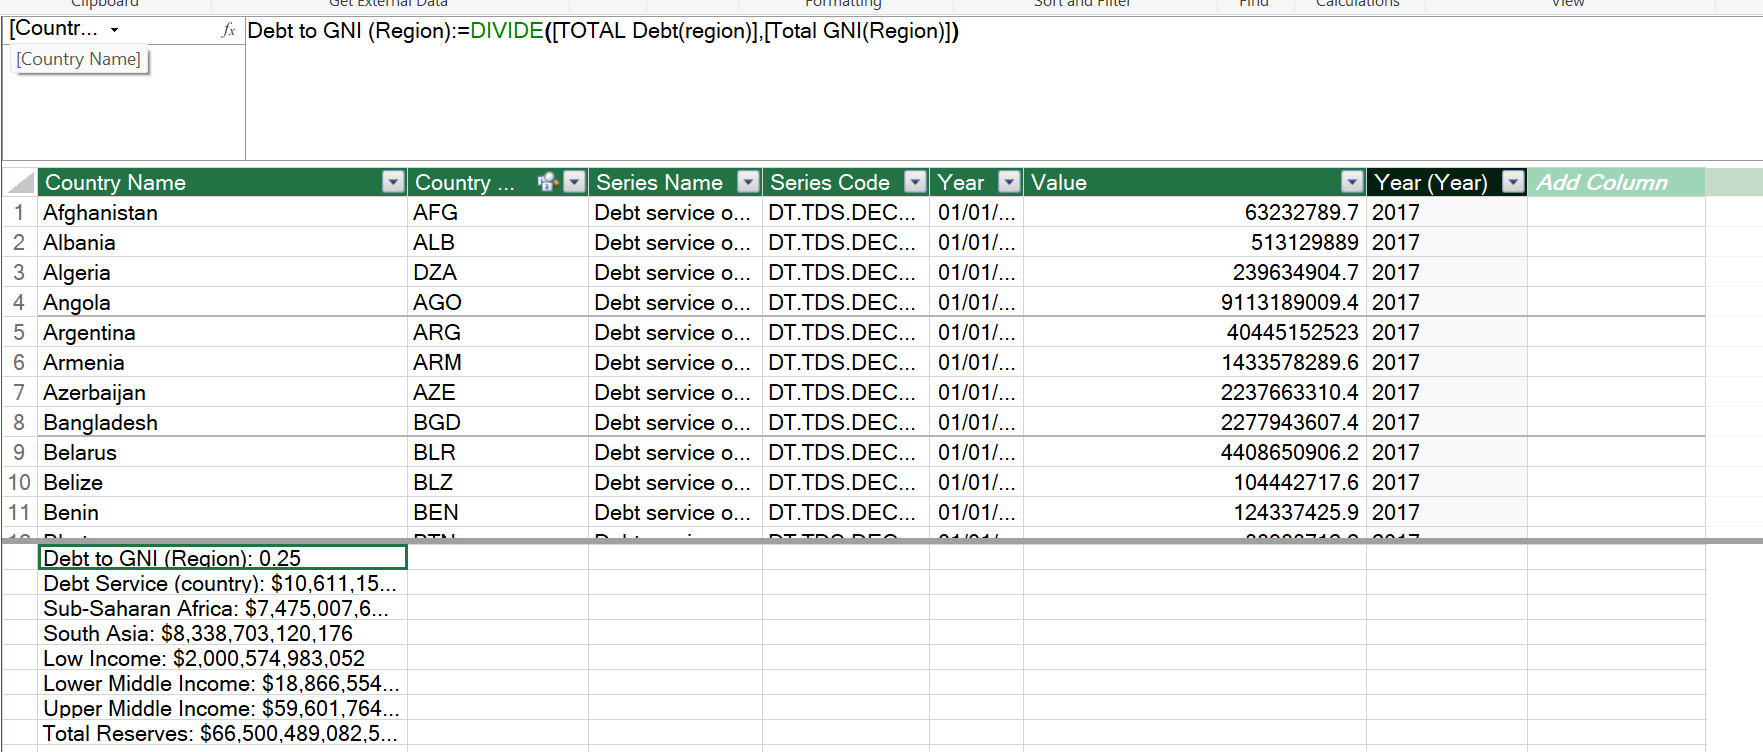 Clipboard Get External Data Formatting Sort and Filter Find Calculations View
[Countr... fx Debt to GNI (Region):=DIVIDE([TOTAL Debt(region)],[Total GNI(Region)])
[Country Name]
Country Name Country ... Series Name Series Code Year Value Year (Year) Add Column
1 Afghanistan AFG Debt service o... DT.TDS.DEC... 01/01/... 63232789.7 2017
2 Albania ALB Debt service o... DT.TDS.DEC... 01/01/... 513129889 2017
3 Algeria DZA Debt service o... DT.TDS.DEC... 01/01/... 239634904.7 2017
4 Angola AGO Debt service o... DT.TDS.DEC... 01/01/... 9113189009.4 2017
5 Argentina ARG Debt service o... DT.TDS.DEC... 01/01/... 40445152523 2017
6 Armenia ARM Debt service o... DT.TDS.DEC... 01/01/... 1433578289.6 2017
7 Azerbaijan AZE Debt service o... DT.TDS.DEC... 01/01/... 2237663310.4 2017
8 Bangladesh BGD Debt service o... DT.TDS.DEC... 01/01/... 2277943607.4 2017
9 Belarus BLR Debt service o... DT.TDS.DEC... 01/01/... 4408650906.2 2017
10 Belize BLZ Debt service o... DT.TDS.DEC... 01/01/... 104442717.6 2017
11 Benin BEN Debt service o... DT.TDS.DEC... 01/01/... 124337425.9 2017
Debt to GNI (Region): 0.25
Debt Service (country): $10,611,15...
Sub-Saharan Africa: $7,475,007,6...
South Asia: $8,338,703,120,176
Low Income: $2,000,574,983,052
Lower Middle Income: $18,866,554...
Upper Middle Income: $59,601,764...
Total Reserves: $66,500,489,082,5...